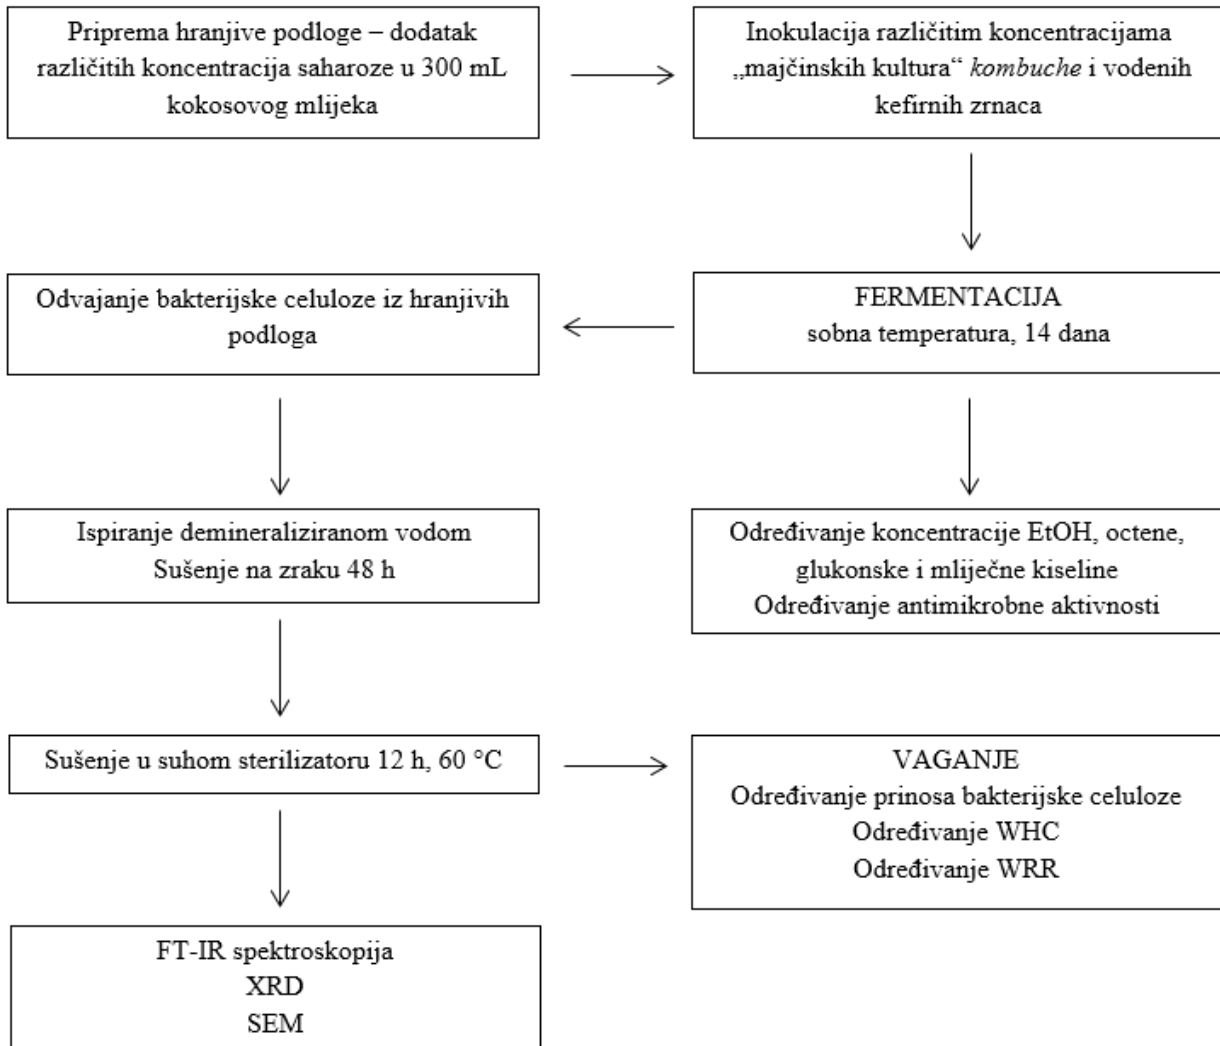 Priprema hranjive podloge – dodatak
različitih koncentracija saharoze u 300 mL
kokosovog mlijeka
Inokulacija različitim koncentracijama
„majčinskih kultura“ kombuche i vodenih
kefirnih zrnaca
FERMENTACIJA
sobna temperatura, 14 dana
Odvajanje bakterijske celuloze iz hranjivih
podloga
Određivanje koncentracije EtOH, octene,
glukonske i mliječne kiseline
Određivanje antimikrobne aktivnosti
Ispiranje demineraliziranom vodom
Sušenje na zraku 48 h
Sušenje u suhom sterilizatoru 12 h, 60 °C
VAGANJE
Određivanje prinosa bakterijske celuloze
Određivanje WHC
Određivanje WRR
FT-IR spektroskopija
XRD
SEM